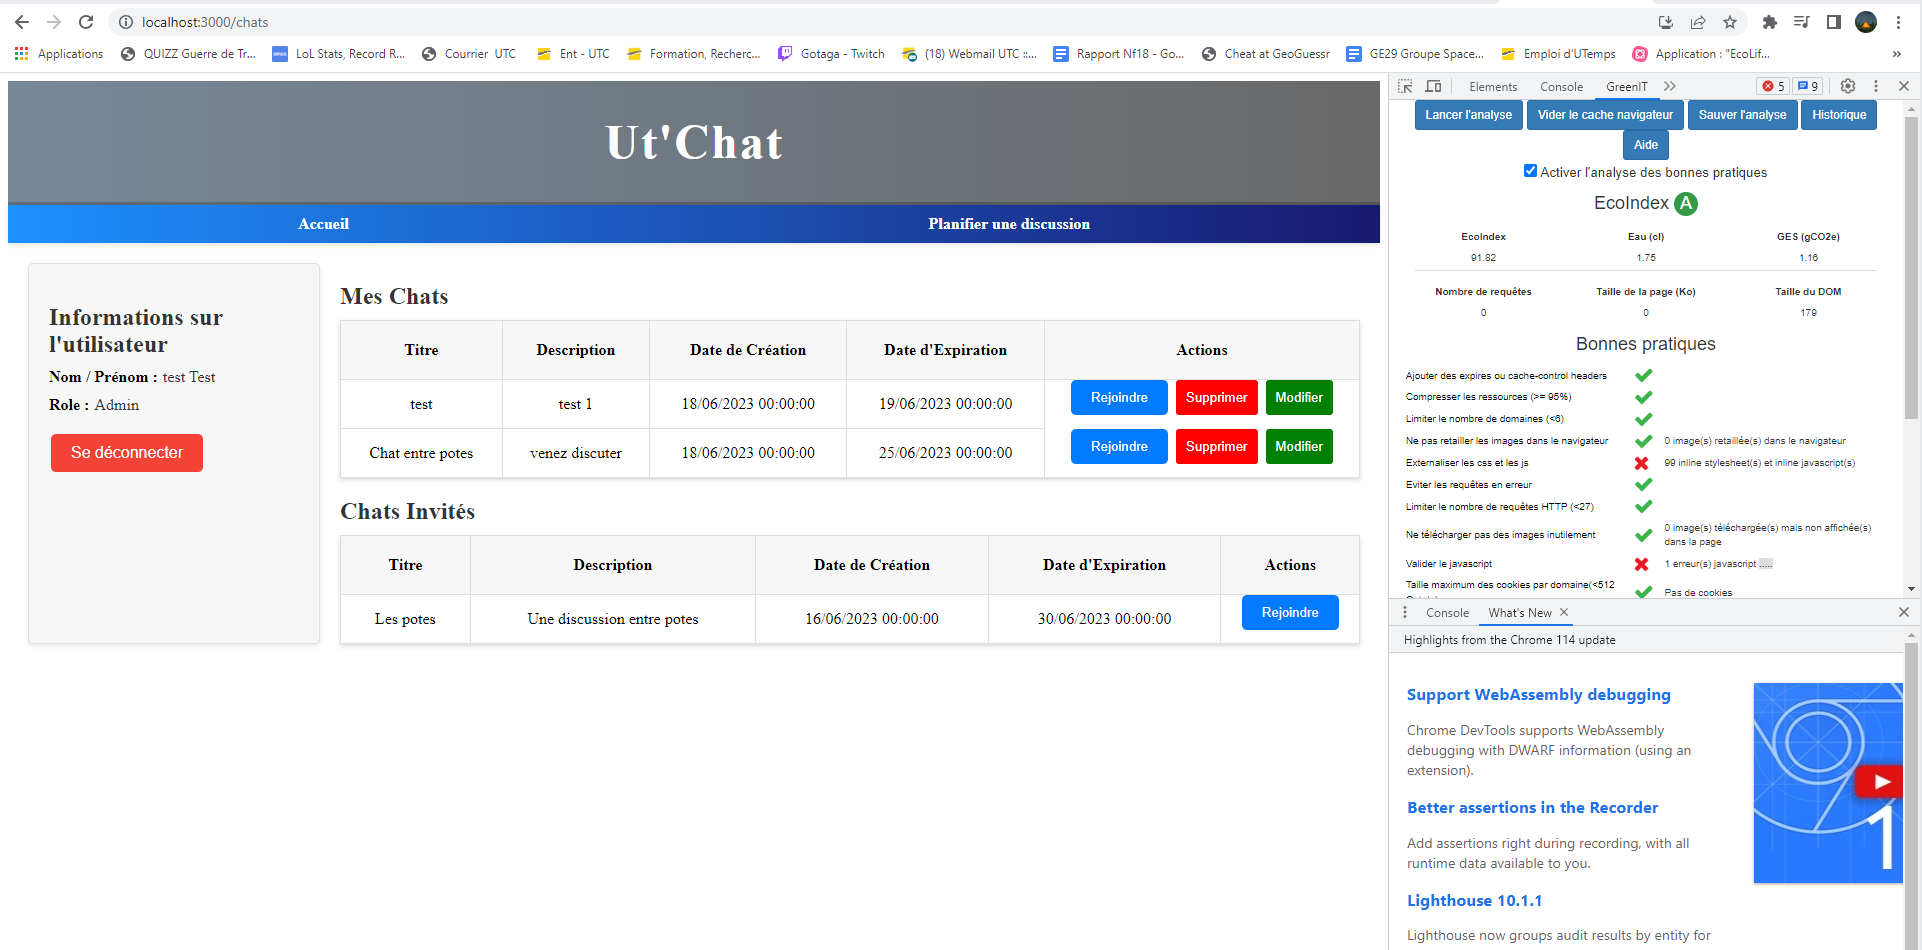 localhost:3000/chats
Applications QUIZZ Guerre de Tr... LoL Stats, Record R... Courrier UTC Ent - UTC Formation, Recherc... Gotaga - Twitch (18) Webmail UTC ::... Rapport Nf18 - Go... Cheat at GeoGuessr GE29 Groupe Space... Emploi d'UTemps Application : "EcoLif... »
Ut'Chat
Accueil Planifier une discussion
Informations sur
l'utilisateur
Nom / Prénom : test Test
Role : Admin
Se déconnecter
Mes Chats
Titre Description Date de Création Date d'Expiration Actions
test test 1 18/06/2023 00:00:00 19/06/2023 00:00:00 Rejoindre Supprimer Modifier
Chat entre potes venez discuter 18/06/2023 00:00:00 25/06/2023 00:00:00 Rejoindre Supprimer Modifier
Chats Invités
Titre Description Date de Création Date d'Expiration Actions
Les potes Une discussion entre potes 16/06/2023 00:00:00 30/06/2023 00:00:00 Rejoindre
Elements Console GreenIT 5 9
Lancer l'analyse Vider le cache navigateur Sauver l'analyse Historique
Aide
Activer l'analyse des bonnes pratiques
EcoIndex A
EcoIndex Eau (cl) GES (gCO2e)
91.82 1.75 1.16
Nombre de requêtes Taille de la page (Ko) Taille du DOM
0 0 179
Bonnes pratiques
Ajouter des expires ou cache-control headers
Compresser les ressources (>= 95%)
Limiter le nombre de domaines (<6)
Ne pas retailler les images dans le navigateur 0 image(s) retaillée(s) dans le navigateur
Externaliser les css et les js 99 inline stylesheet(s) et inline javascript(s)
Eviter les requêtes en erreur
Limiter le nombre de requêtes HTTP (<27)
Ne télécharger pas des images inutilement 0 image(s) téléchargée(s) mais non affichée(s)
dans la page
Valider le javascript 1 erreur(s) javascript .....
Taille maximum des cookies par domaine(<512
Pas de cookies
Console What's New
Highlights from the Chrome 114 update
Support WebAssembly debugging
Chrome DevTools supports WebAssembly
debugging with DWARF information (using an
extension).
Better assertions in the Recorder
Add assertions right during recording, with all
runtime data available to you.
Lighthouse 10.1.1
Lighthouse now groups audit results by entity for
1